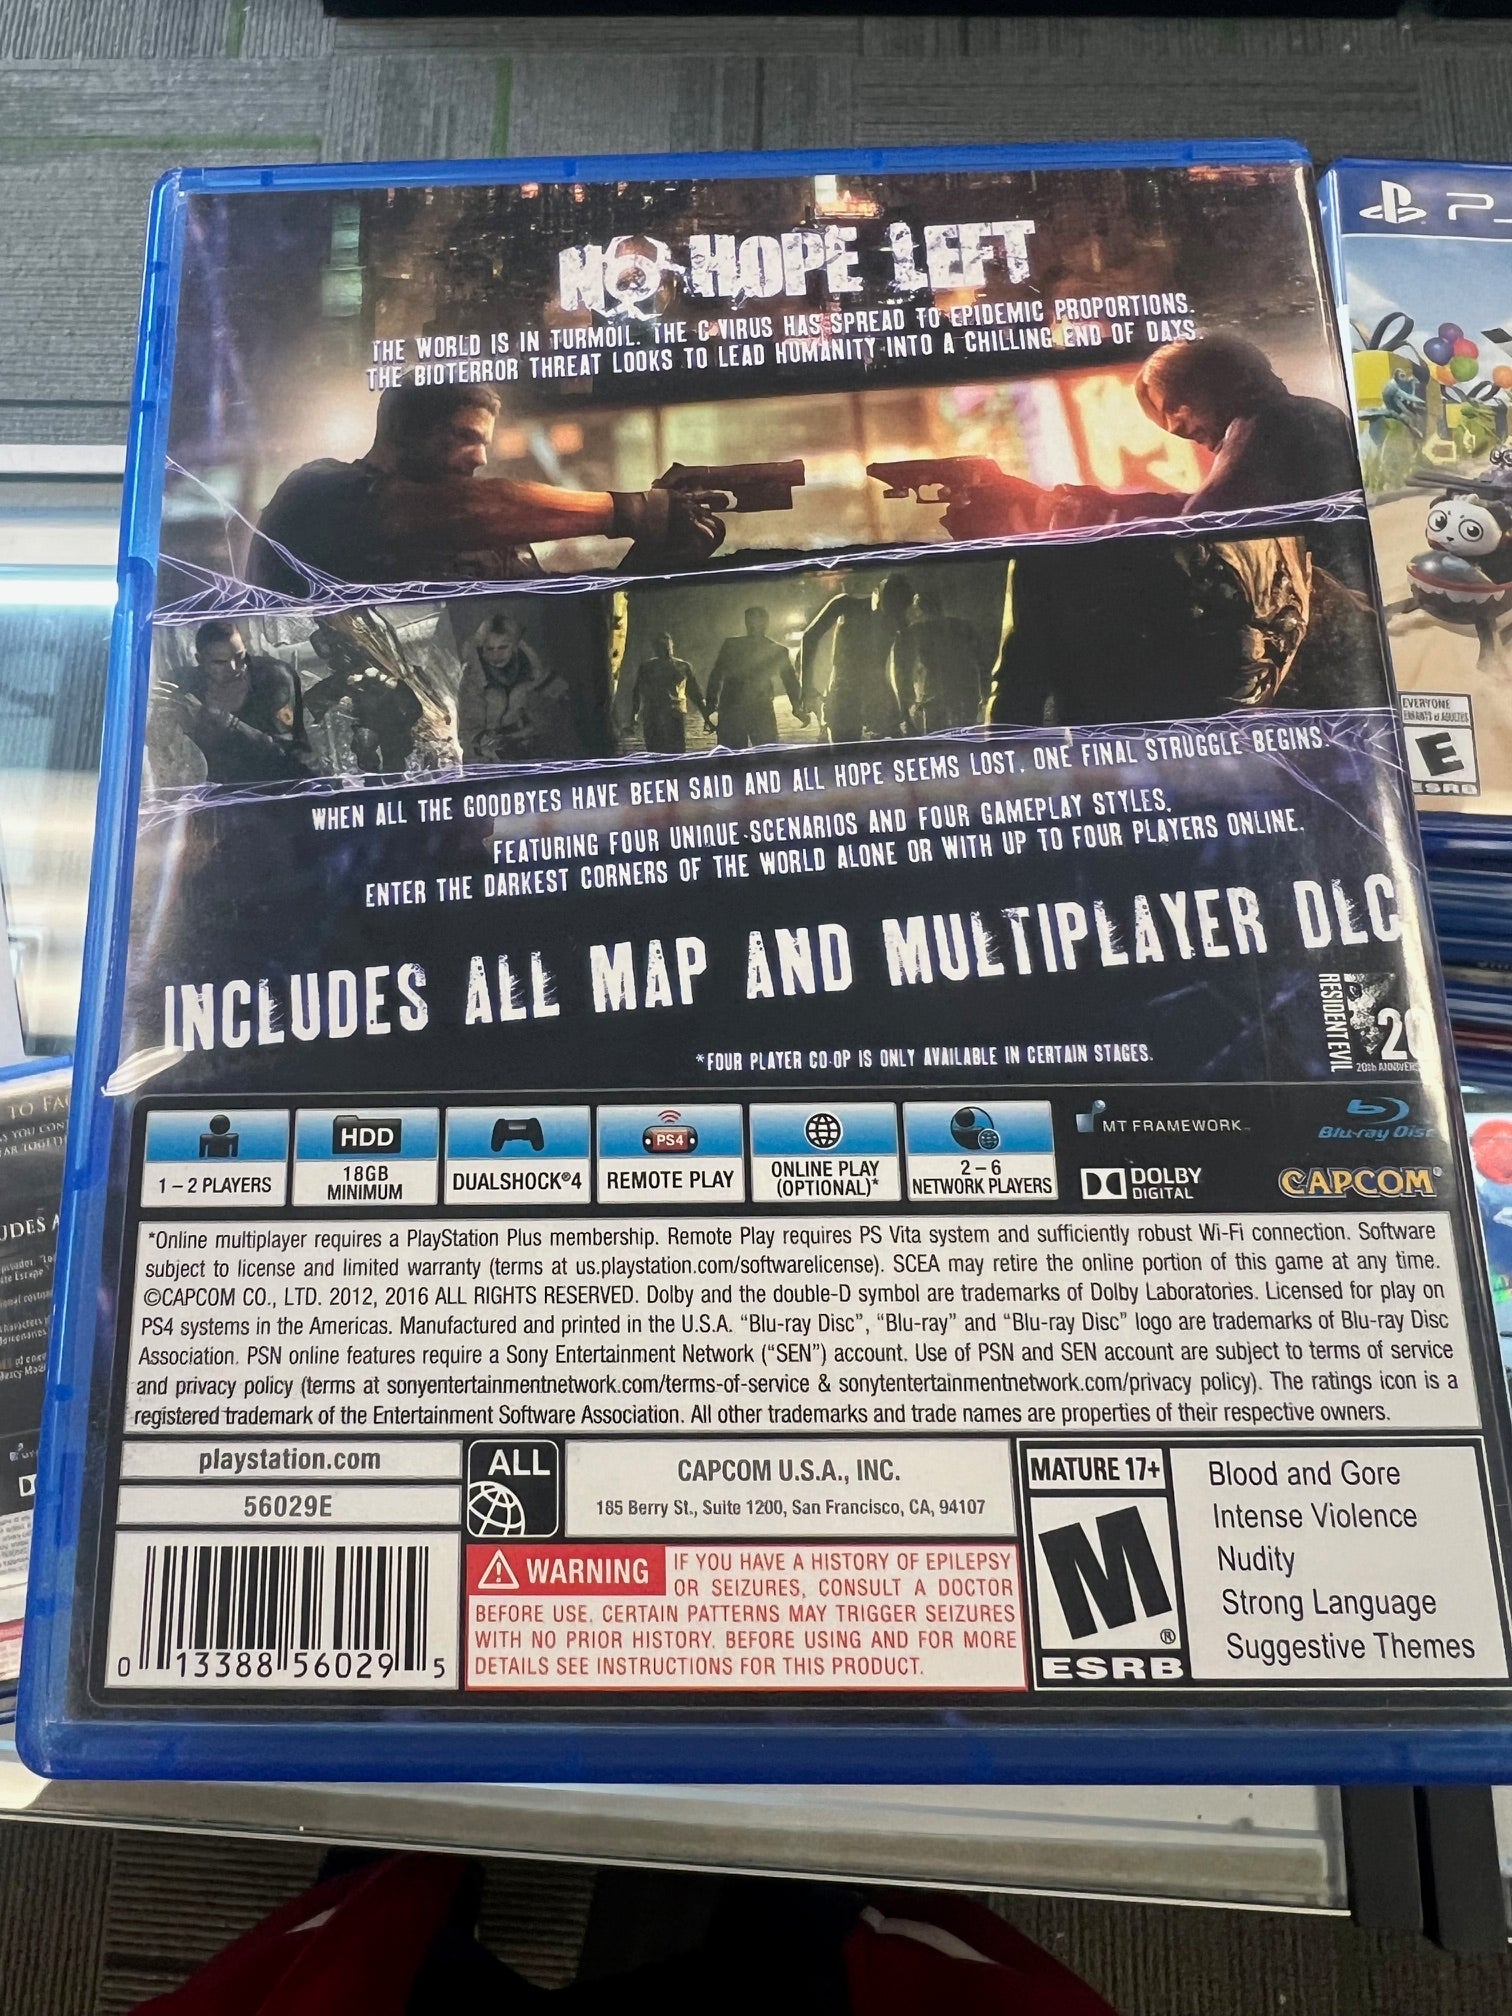 NO HOPE LEFT
THE WORLD IS IN TURMOIL. THE C-VIRUS HAS SPREAD TO EPIDEMIC PROPORTIONS.
THE BIOTERROR THREAT LOOKS TO LEAD HUMANITY INTO A CHILLING END OF DAYS.
WHEN ALL THE GOODBYES HAVE BEEN SAID AND ALL HOPE SEEMS LOST, ONE FINAL STRUGGLE BEGINS.
FEATURING FOUR UNIQUE SCENARIOS AND FOUR GAMEPLAY STYLES,
ENTER THE DARKEST CORNERS OF THE WORLD ALONE OR WITH UP TO FOUR PLAYERS ONLINE.
INCLUDES ALL MAP AND MULTIPLAYER DLC
RESIDENT EVIL
20
20th
*FOUR PLAYER CO-OP IS ONLY AVAILABLE IN CERTAIN STAGES.
1 – 2 PLAYERS
HDD
18GB
MINIMUM
DUALSHOCK®4
PS4
REMOTE PLAY
ONLINE PLAY
(OPTIONAL)*
2 – 6
NETWORK PLAYERS
MT FRAMEWORK™
Blu-ray Disc
DOLBY
DIGITAL
CAPCOM®
*Online multiplayer requires a PlayStation Plus membership. Remote Play requires PS Vita system and sufficiently robust Wi-Fi connection. Software
subject to license and limited warranty (terms at us.playstation.com/softwarelicense). SCEA may retire the online portion of this game at any time.
©CAPCOM CO., LTD. 2012, 2016 ALL RIGHTS RESERVED. Dolby and the double-D symbol are trademarks of Dolby Laboratories. Licensed for play on
PS4 systems in the Americas. Manufactured and printed in the U.S.A. “Blu-ray Disc”, “Blu-ray” and “Blu-ray Disc” logo are trademarks of Blu-ray Disc
Association. PSN online features require a Sony Entertainment Network (“SEN”) account. Use of PSN and SEN account are subject to terms of service
and privacy policy (terms at sonyentertainmentnetwork.com/terms-of-service & sonytentertainmentnetwork.com/privacy policy). The ratings icon is a
registered trademark of the Entertainment Software Association. All other trademarks and trade names are properties of their respective owners.
playstation.com
56029E
ALL
CAPCOM U.S.A., INC.
185 Berry St., Suite 1200, San Francisco, CA, 94107
WARNING IF YOU HAVE A HISTORY OF EPILEPSY
OR SEIZURES, CONSULT A DOCTOR
BEFORE USE. CERTAIN PATTERNS MAY TRIGGER SEIZURES
WITH NO PRIOR HISTORY. BEFORE USING AND FOR MORE
DETAILS SEE INSTRUCTIONS FOR THIS PRODUCT.
0 13388 56029 5
MATURE 17+
M®
ESRB
Blood and Gore
Intense Violence
Nudity
Strong Language
Suggestive Themes
EVERYONE
E
ESRB